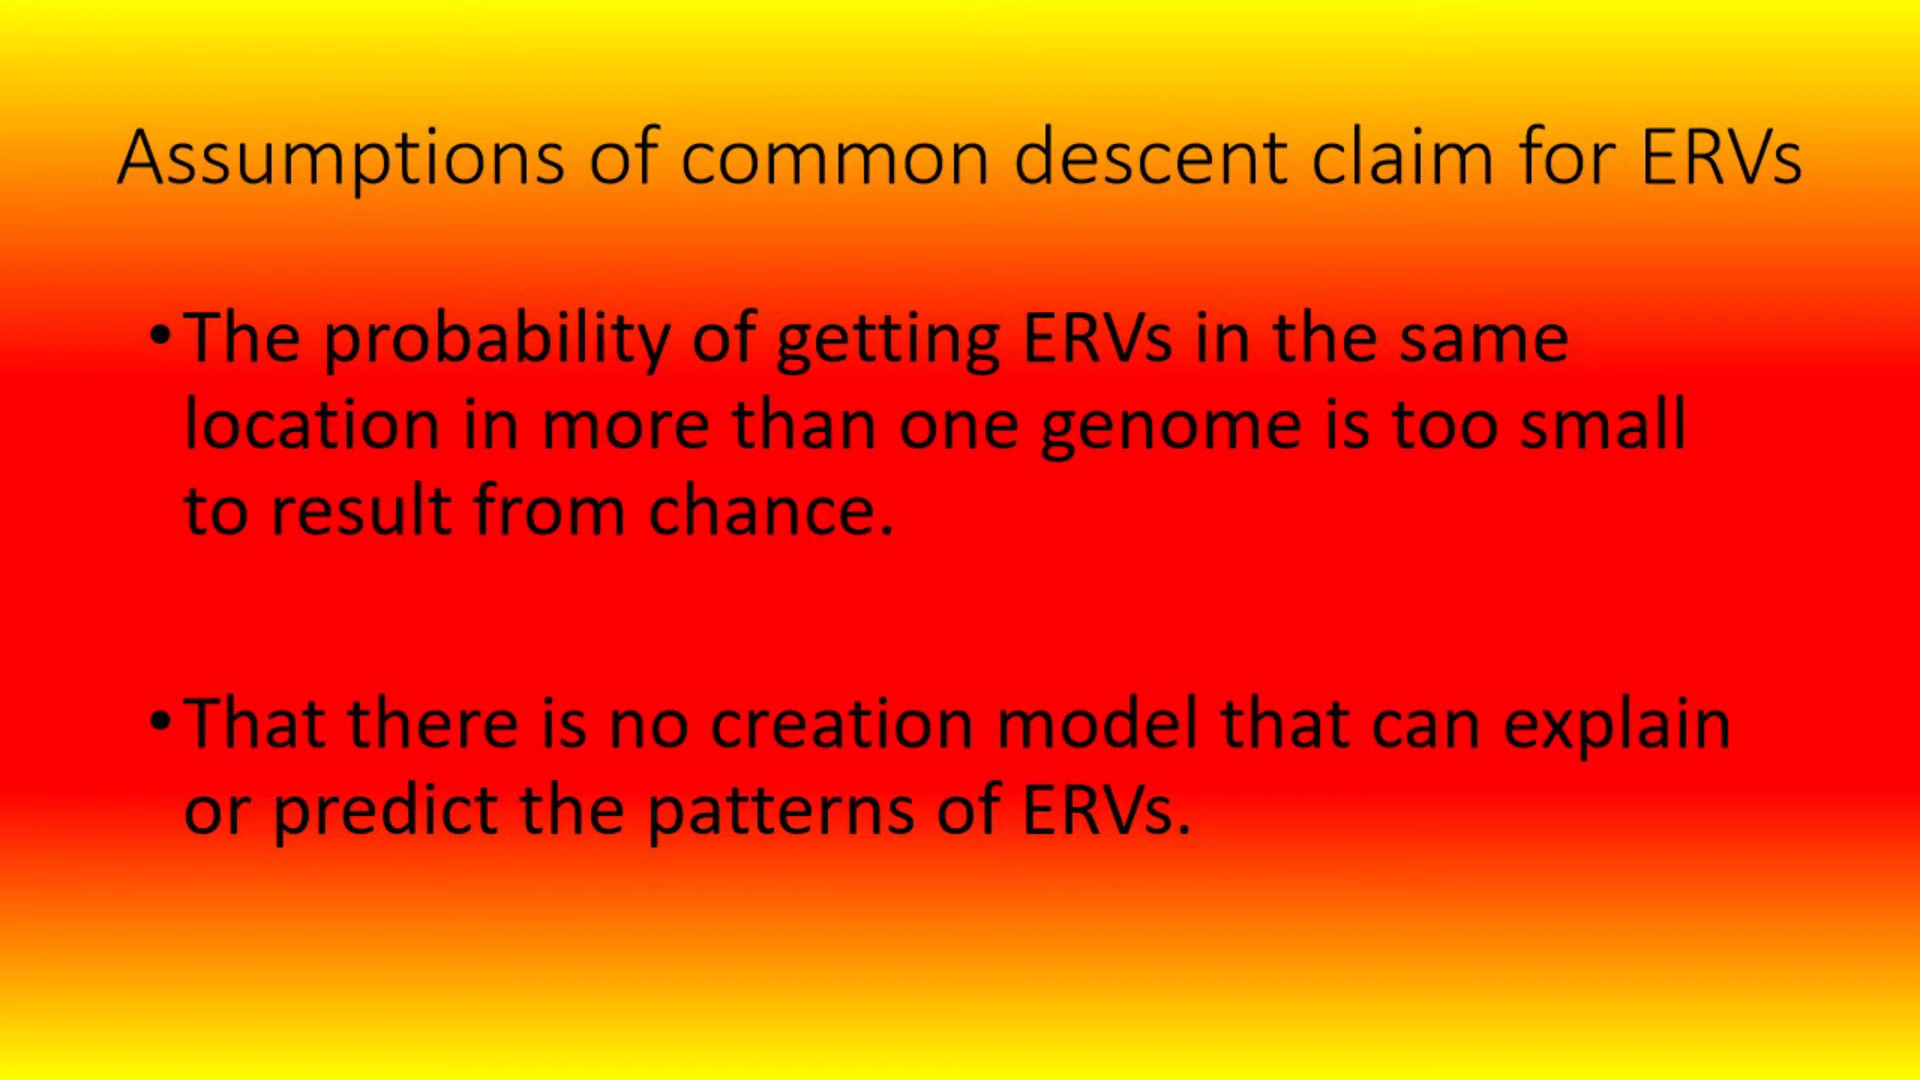 Assumptions of common descent claim for ERVs
• The probability of getting ERVs in the same
location in more than one genome is too small
to result from chance.
• That there is no creation model that can explain
or predict the patterns of ERVs.